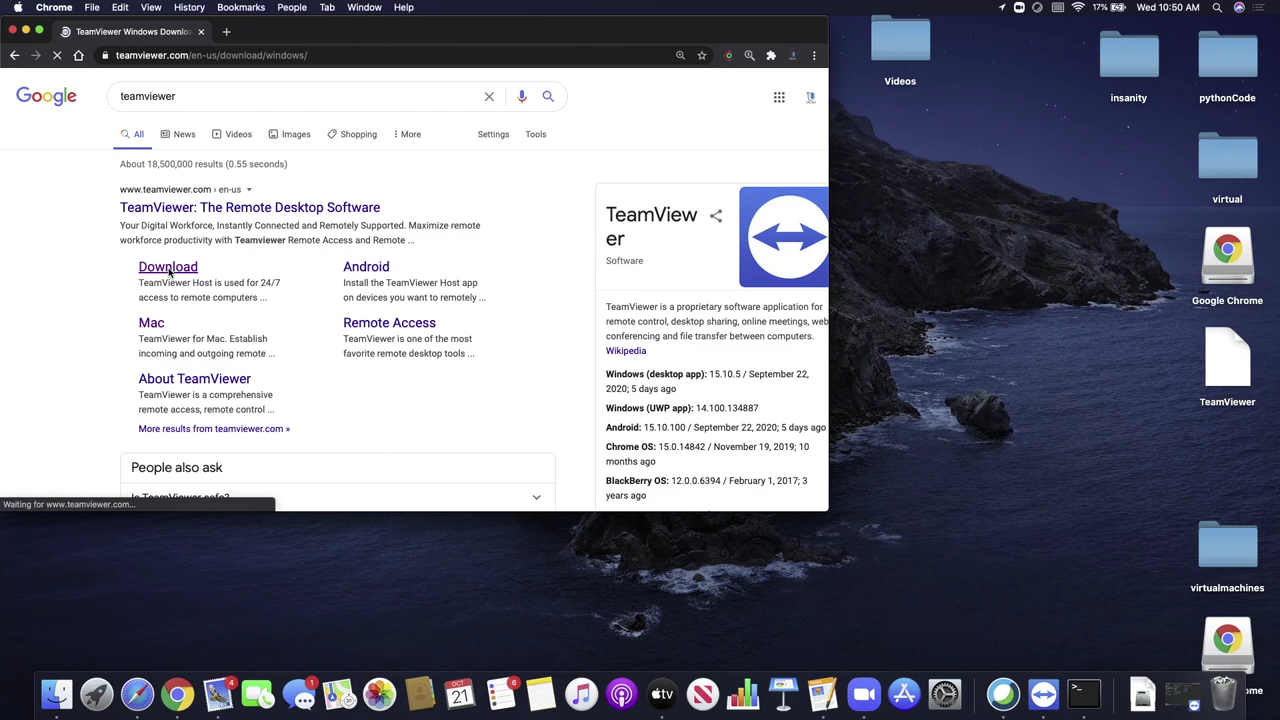 Chrome File Edit View History Bookmarks People Tab Window Help 17% Wed 10:50 AM
TeamViewer Windows Downloa
teamviewer.com/en-us/download/windows/
Google teamviewer
All News Videos Images Shopping More Settings Tools
About 18,500,000 results (0.55 seconds)
www.teamviewer.com › en-us
TeamViewer: The Remote Desktop Software
Your Digital Workforce, Instantly Connected and Remotely Supported. Maximize remote
workforce productivity with Teamviewer Remote Access and Remote ...
Download
TeamViewer Host is used for 24/7
access to remote computers ...
Android
Install the TeamViewer Host app
on devices you want to remotely ...
Mac
TeamViewer for Mac. Establish
incoming and outgoing remote ...
Remote Access
TeamViewer is one of the most
favorite remote desktop tools ...
About TeamViewer
TeamViewer is a comprehensive
remote access, remote control ...
More results from teamviewer.com »
People also ask
Is TeamViewer safe?
Waiting for www.teamviewer.com...
TeamView
er
Software
TeamViewer is a proprietary software application for
remote control, desktop sharing, online meetings, web
conferencing and file transfer between computers.
Wikipedia
Windows (desktop app): 15.10.5 / September 22,
2020; 5 days ago
Windows (UWP app): 14.100.134887
Android: 15.10.100 / September 22, 2020; 5 days ago
Chrome OS: 15.0.14842 / November 19, 2019; 10
months ago
BlackBerry OS: 12.0.0.6394 / February 1, 2017; 3
years ago
Videos
insanity
pythonCode
virtual
Google Chrome
TeamViewer
virtualmachines
4
1
OCT
21
6